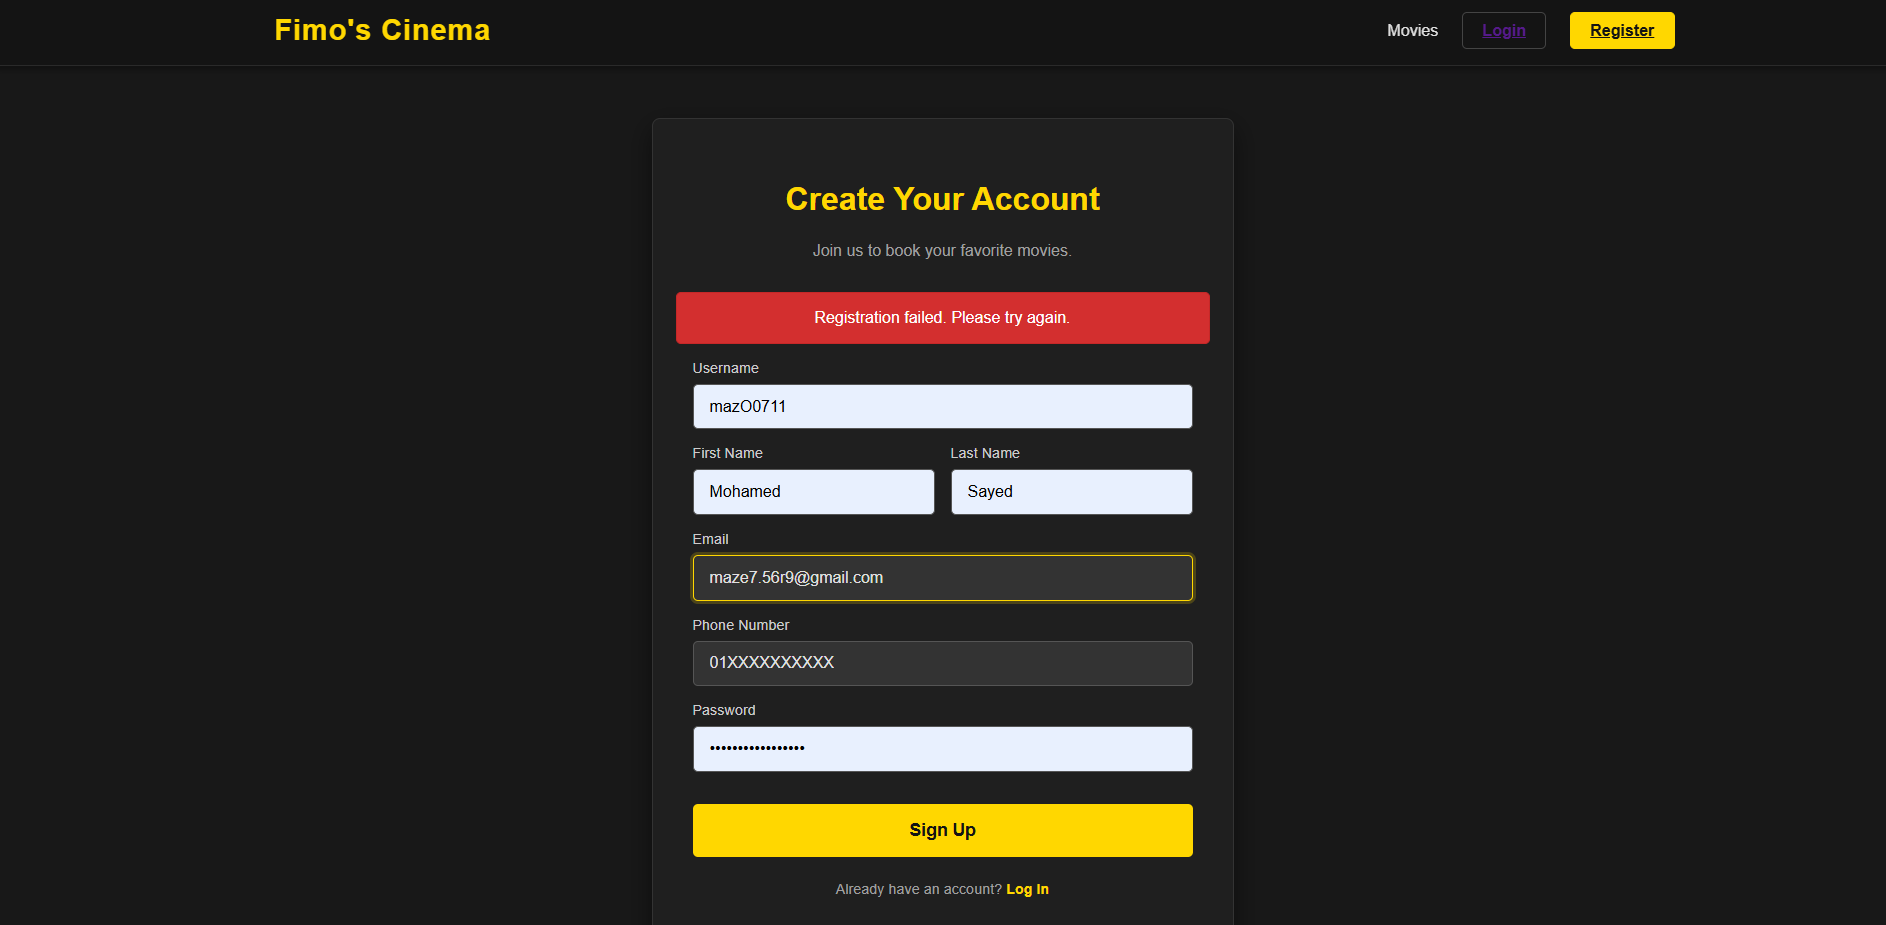 Fimo's Cinema
Movies Login Register
Create Your Account
Join us to book your favorite movies.
Registration failed. Please try again.
Username
mazO0711
First Name Last Name
Mohamed Sayed
Email
maze7.56r9@gmail.com
Phone Number
01XXXXXXXXXX
Password
•••••••••••••••••
Sign Up
Already have an account? Log In